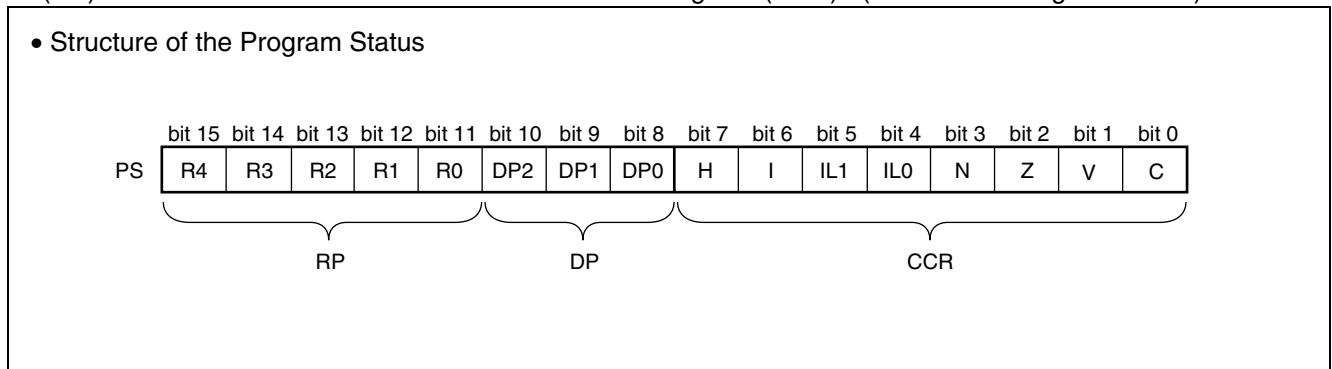 • Structure of the Program Status
bit 15 bit 14 bit 13 bit 12 bit 11 bit 10 bit 9 bit 8 bit 7 bit 6 bit 5 bit 4 bit 3 bit 2 bit 1 bit 0
PS R4 R3 R2 R1 R0 DP2 DP1 DP0 H I IL1 IL0 N Z V C
RP DP CCR